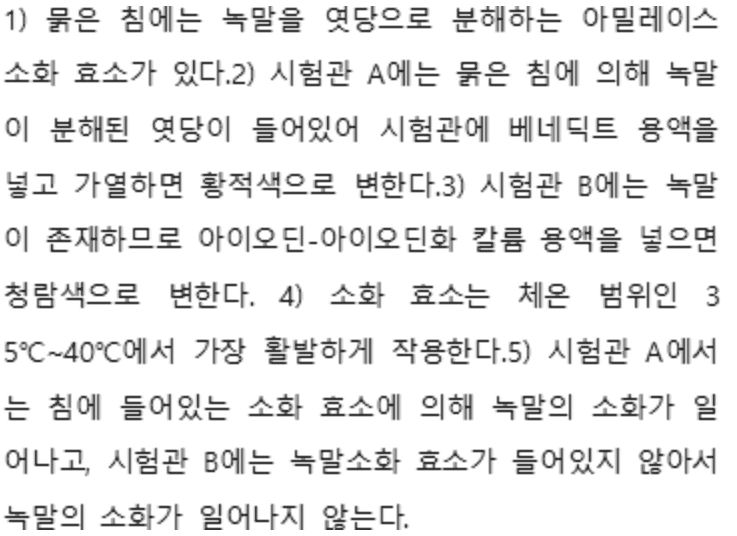 1) 묽은 침에는 녹말을 엿당으로 분해하는 아밀레이스
소화 효소가 있다.2) 시험관 A에는 묽은 침에 의해 녹말
이 분해된 엿당이 들어있어 시험관에 베네딕트 용액을
넣고 가열하면 황적색으로 변한다.3) 시험관 B에는 녹말
이 존재하므로 아이오딘-아이오딘화 칼륨 용액을 넣으면
청람색으로 변한다. 4) 소화 효소는 체온 범위인 3
5℃~40℃에서 가장 활발하게 작용한다.5) 시험관 A에서
는 침에 들어있는 소화 효소에 의해 녹말의 소화가 일
어나고, 시험관 B에는 녹말소화 효소가 들어있지 않아서
녹말의 소화가 일어나지 않는다.